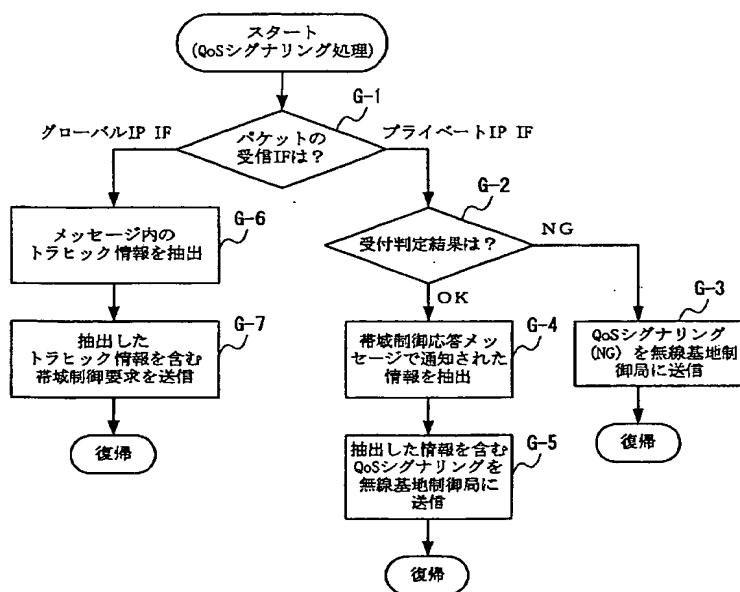 スタート
(QoSシグナリング処理)
G-1
グローバルIP IF
パケットの
受信IFは？
プライベートIP IF
G-2
G-6
メッセージ内の
トラヒック情報を抽出
受付判定結果は？
NG
OK
G-3
G-7
抽出した
トラヒック情報を含む
帯域制御要求を送信
G-4
帯域制御応答メッ
セージで通知された
情報を抽出
QoSシグナリング
(NG) を無線基地制
御局に送信
復帰
復帰
G-5
抽出した情報を含む
QoSシグナリングを
無線基地制御局に
送信
復帰